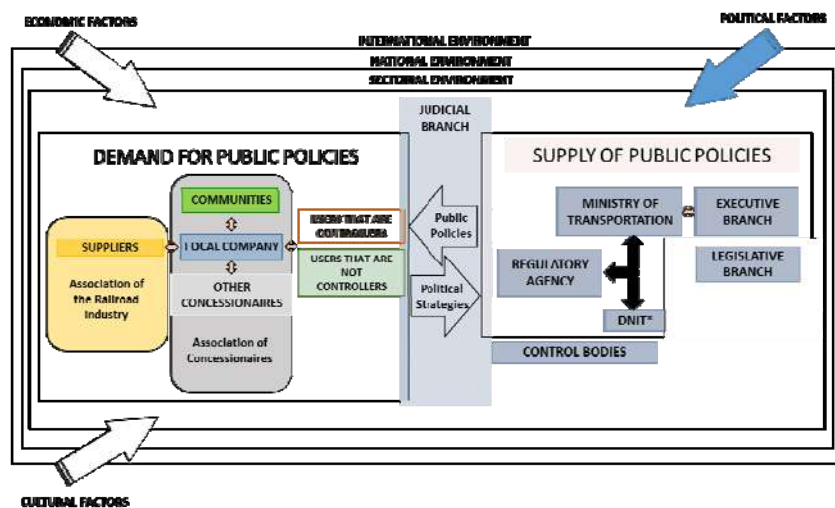 ECONOMIC FACTORS
POLITICAL FACTORS
INTERNATIONAL ENVIRONMENT
NATIONAL ENVIRONMENT
SECTORIAL ENVIRONMENT
JUDICIAL
BRANCH
DEMAND FOR PUBLIC POLICIES
SUPPLY OF PUBLIC POLICIES
COMMUNITIES
SUPPLIERS
Association of
the Railroad
Industry
LOCAL COMPANY
OTHER
CONCESSIONAIRES
Association of
Concessionaires
USERS THAT ARE
CONTROLLERS
USERS THAT ARE
NOT
CONTROLLERS
Public
Policies
Political
Strategies
MINISTRY OF
TRANSPORTATION
EXECUTIVE
BRANCH
REGULATORY
AGENCY
LEGISLATIVE
BRANCH
DNIT*
CONTROL BODIES
CULTURAL FACTORS